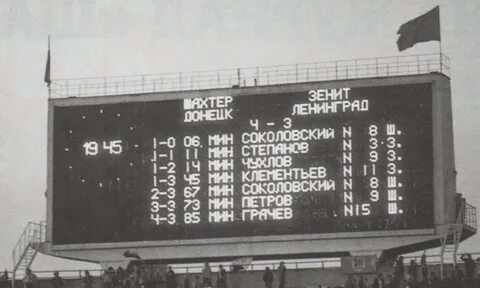 ШАХТЕР ЗЕНИТ
ДОНЕЦК ЛЕНИНГРАД
4 - 3
19 45
1-0 06. МИН СОКОЛОВСКИЙ N 8 Ш.
1-1 11 МИН СТЕПАНОВ N 3 З.
1-2 14 МИН ЧУХЛОВ N 9 З.
1-3 45 МИН КЛЕМЕНТЬЕВ N 11 З.
2-3 67 МИН СОКОЛОВСКИЙ N 8 Ш
3-3 73 МИН ПЕТРОВ N 9 Ш.
4-3 85 МИН ГРАЧЕВ N15 Ш.